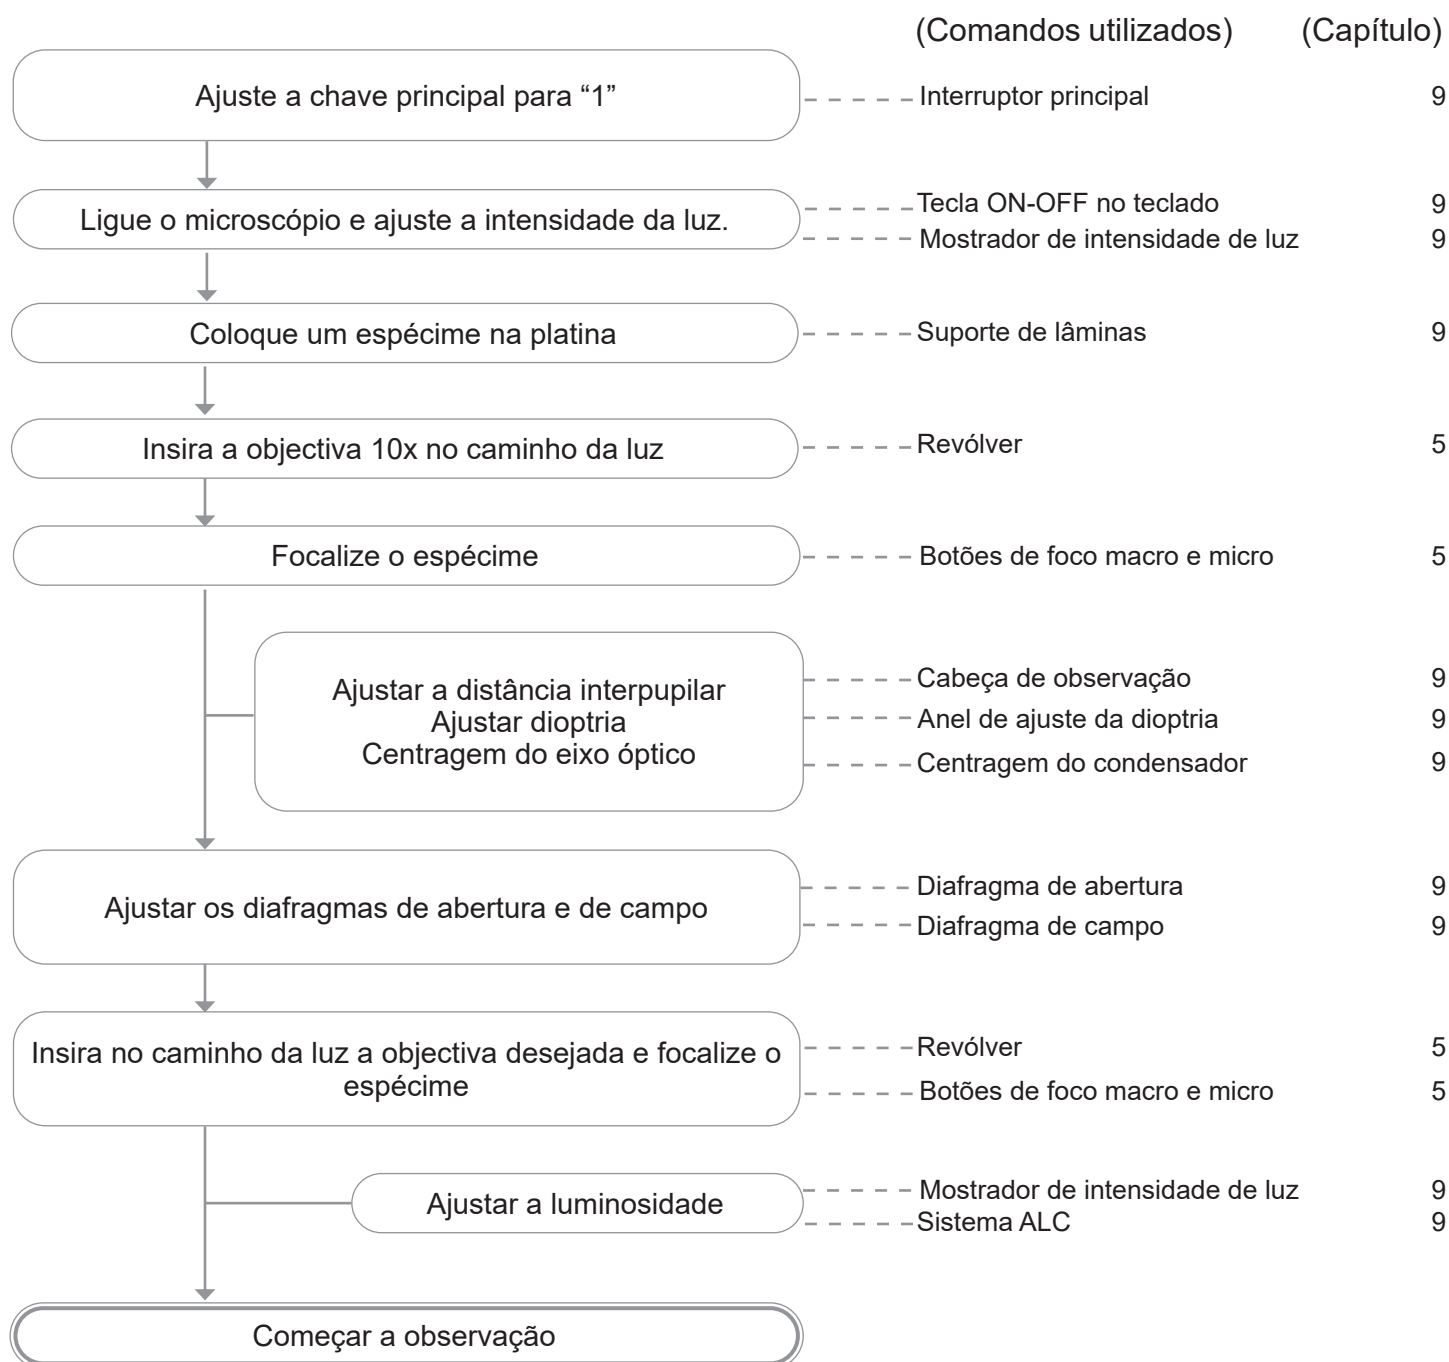 (Comandos utilizados) (Capítulo)
Ajuste a chave principal para “1” Interruptor principal 9
Ligue o microscópio e ajuste a intensidade da luz. Tecla ON-OFF no teclado 9
Mostrador de intensidade de luz 9
Coloque um espécime na platina Suporte de lâminas 9
Insira a objectiva 10x no caminho da luz Revólver 5
Focalize o espécime Botões de foco macro e micro 5
Ajustar a distância interpupilar Cabeça de observação 9
Ajustar dioptria Anel de ajuste da dioptria 9
Centragem do eixo óptico Centragem do condensador 9
Ajustar os diafragmas de abertura e de campo Diafragma de abertura 9
Diafragma de campo 9
Insira no caminho da luz a objectiva desejada e focalize o Revólver 5
espécime Botões de foco macro e micro 5
Ajustar a luminosidade Mostrador de intensidade de luz 9
Sistema ALC 9
Começar a observação